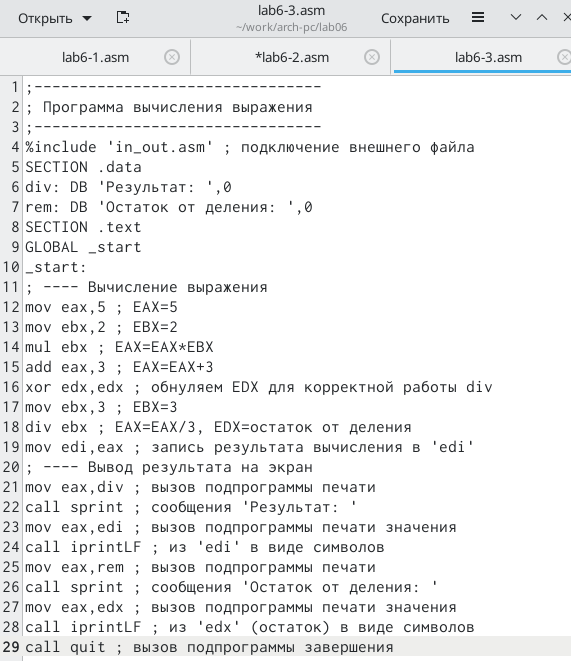 Открыть
lab6-3.asm
~/work/arch-pc/lab06
Сохранить
lab6-1.asm
*lab6-2.asm
lab6-3.asm
1 ;--------------------------------
2 ; Программа вычисления выражения
3 ;--------------------------------
4 %include 'in_out.asm' ; подключение внешнего файла
5 SECTION .data
6 div: DB 'Результат: ',0
7 rem: DB 'Остаток от деления: ',0
8 SECTION .text
9 GLOBAL _start
10 _start:
11 ; ---- Вычисление выражения
12 mov eax,5 ; EAX=5
13 mov ebx,2 ; EBX=2
14 mul ebx ; EAX=EAX*EBX
15 add eax,3 ; EAX=EAX+3
16 xor edx,edx ; обнуляем EDX для корректной работы div
17 mov ebx,3 ; EBX=3
18 div ebx ; EAX=EAX/3, EDX=остаток от деления
19 mov edi,eax ; запись результата вычисления в 'edi'
20 ; ---- Вывод результата на экран
21 mov eax,div ; вызов подпрограммы печати
22 call sprint ; сообщения 'Результат: '
23 mov eax,edi ; вызов подпрограммы печати значения
24 call iprintLF ; из 'edi' в виде символов
25 mov eax,rem ; вызов подпрограммы печати
26 call sprint ; сообщения 'Остаток от деления: '
27 mov eax,edx ; вызов подпрограммы печати значения
28 call iprintLF ; из 'edx' (остаток) в виде символов
29 call quit ; вызов подпрограммы завершения